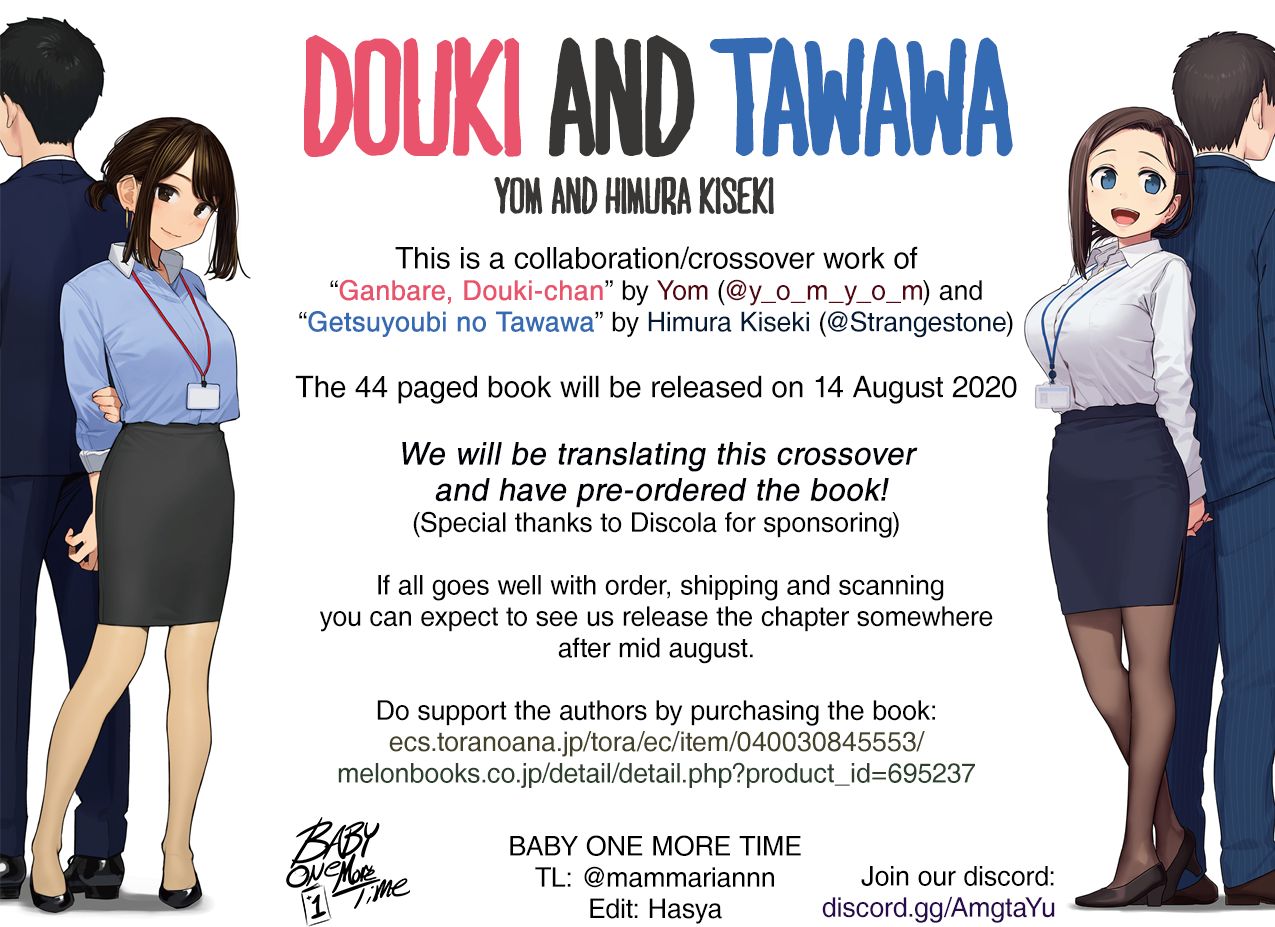 DOUKI AND TAWAWA
YOM AND HIMURA KISEKI
This is a collaboration/crossover work of
“Ganbare, Douki-chan” by Yom (@y_o_m_y_o_m) and
“Getsuyoubi no Tawawa” by Himura Kiseki (@Strangestone)
The 44 paged book will be released on 14 August 2020
We will be translating this crossover
and have pre-ordered the book!
(Special thanks to Discola for sponsoring)
If all goes well with order, shipping and scanning
you can expect to see us release the chapter somewhere
after mid august.
Do support the authors by purchasing the book:
ecs.toranoana.jp/tora/ec/item/040030845553/
melonbooks.co.jp/detail/detail.php?product_id=695237
BABY
ONE MORE
TIME
1
BABY ONE MORE TIME
TL: @mammariannn
Edit: Hasya
Join our discord:
discord.gg/AmgtaYu